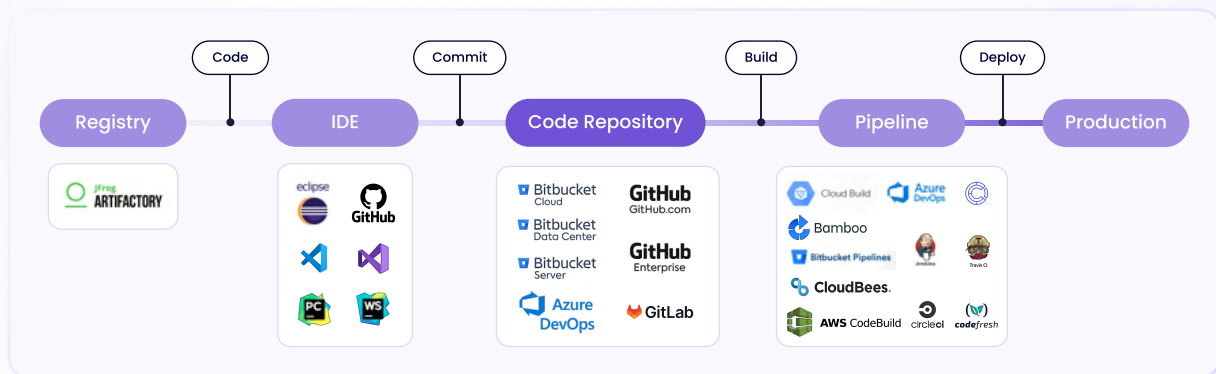 Code
Commit
Build
Deploy
Registry
IDE
Code Repository
Pipeline
Production
JFrog
ARTIFACTORY
eclipse
GitHub
PC
WS
Bitbucket
Cloud
GitHub
GitHub.com
Bitbucket
Data Center
Bitbucket
Server
GitHub
Enterprise
Azure
DevOps
GitLab
Cloud Build
Azure
DevOps
Bamboo
Bitbucket Pipelines
Jenkins
Travis CI
CloudBees.
AWS CodeBuild
circleci
codefresh